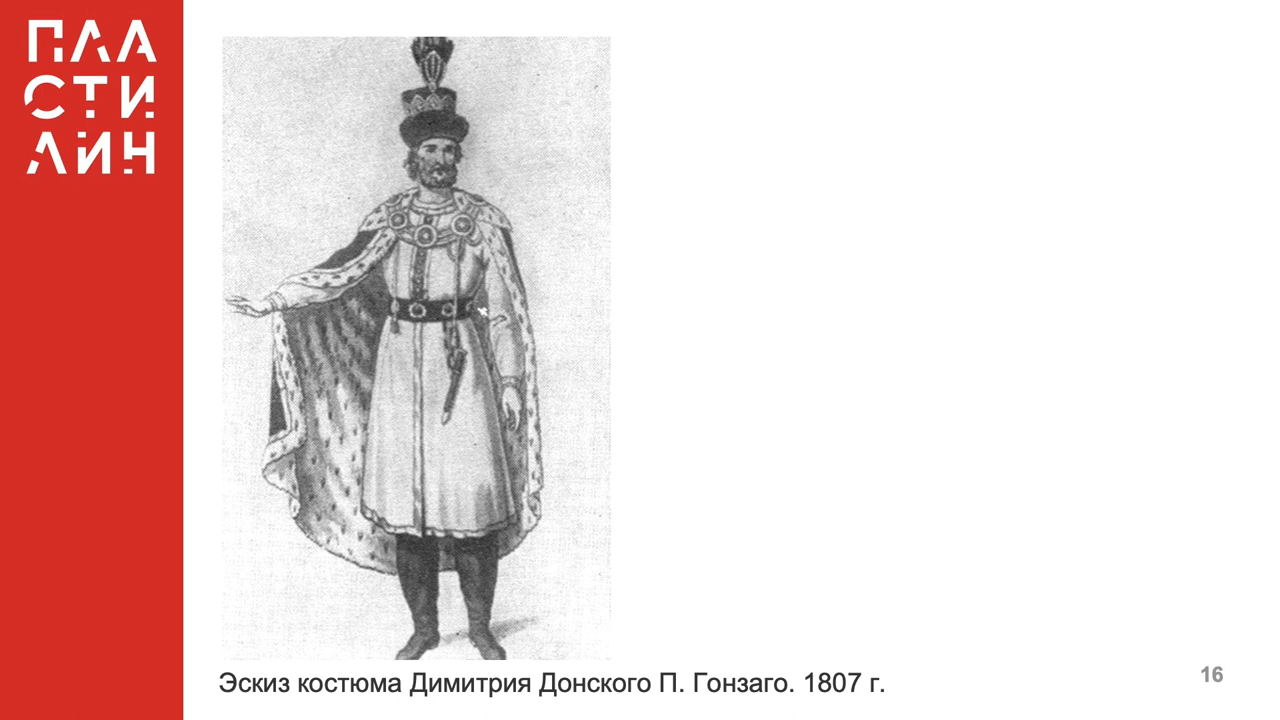 ПЛА
СТИ
ЛИН
Эскиз костюма Димитрия Донского П. Гонзаго. 1807 г.
16